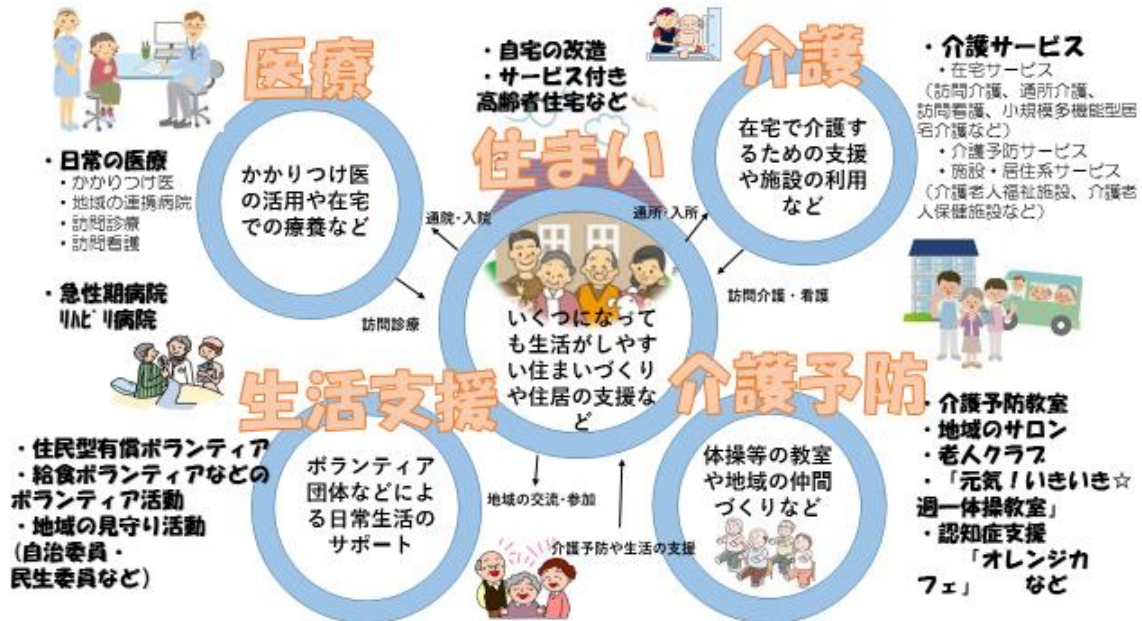 医療
・日常の医療
・かかりつけ医
・地域の連携病院
・訪問診療
・訪問看護
・急性期病院
リハビリ病院
かかりつけ医
の活用や在宅
での療養など
通院・入院
訪問診療
・自宅の改造
・サービス付き
高齢者住宅など
住まい
いくつになって
も生活がしやす
い住まいづくり
や住居の支援な
ど
介護
在宅で介護す
るための支援
や施設の利用
など
通所・入所
訪問介護・看護
・介護サービス
・在宅サービス
（訪問介護、通所介護、
訪問看護、小規模多機能型居
宅介護など）
・介護予防サービス
・施設・居住系サービス
（介護老人福祉施設、介護老
人保健施設など）
生活支援
・住民型有償ボランティア
・給食ボランティアなどの
ボランティア活動
・地域の見守り活動
（自治委員・
民生委員など）
ボランティア
団体などによ
る日常生活の
サポート
地域の交流・参加
介護予防や生活の支援
介護予防
体操等の教室
や地域の仲間
づくりなど
・介護予防教室
・地域のサロン
・老人クラブ
・「元気！いきいき☆
週一体操教室」
・認知症支援
「オレンジカ
フェ」　など